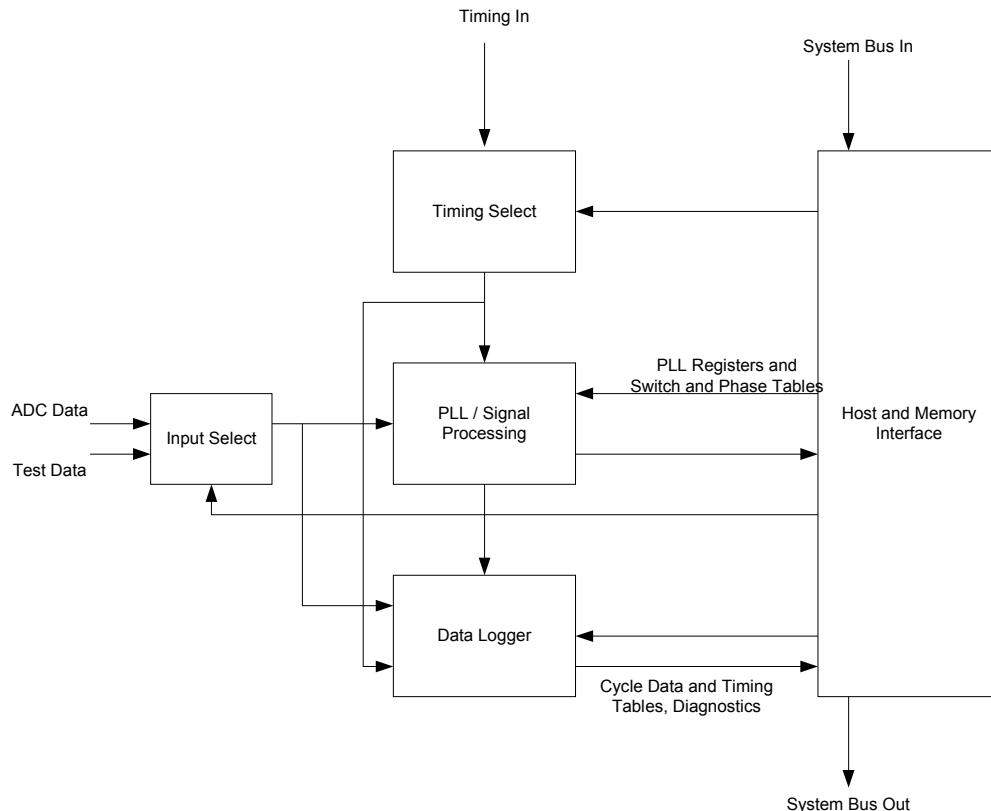 Timing In
System Bus In
Timing Select
PLL Registers and
Switch and Phase Tables
ADC Data
Input Select
PLL / Signal
Processing
Host and Memory
Interface
Test Data
Data Logger
Cycle Data and Timing
Tables, Diagnostics
System Bus Out